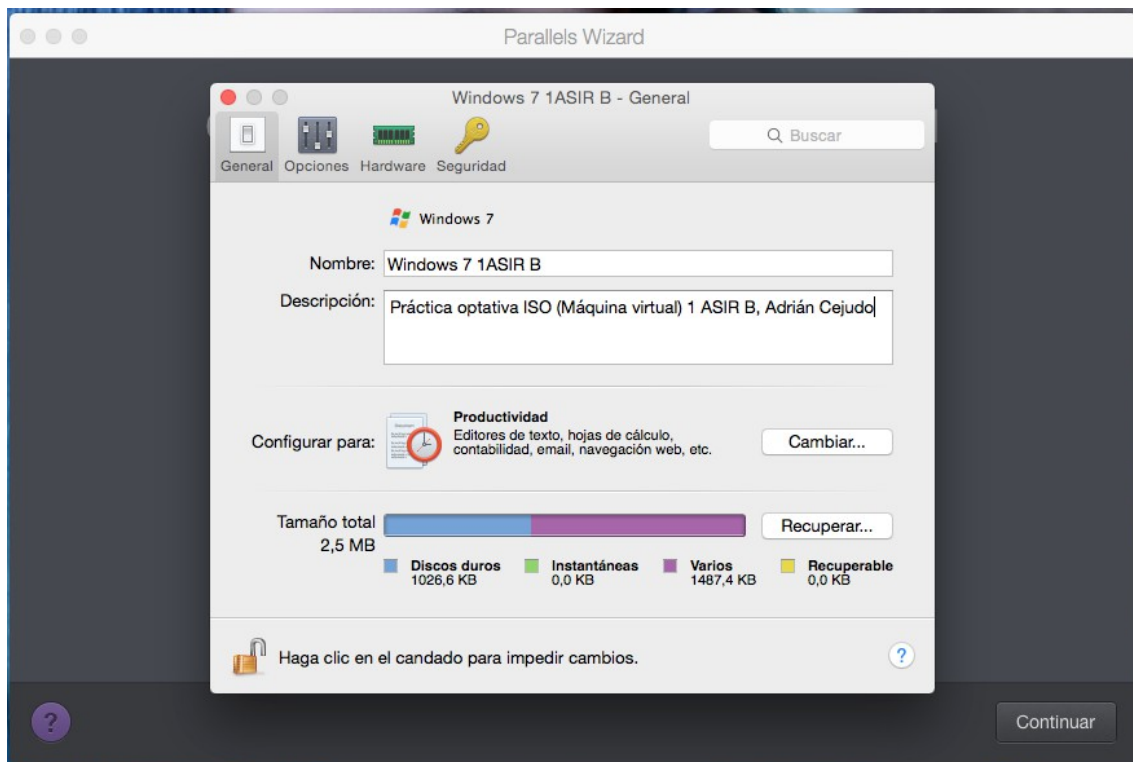 Parallels Wizard
Windows 7 1ASIR B - General
General Opciones Hardware Seguridad
Buscar
Windows 7
Nombre: Windows 7 1ASIR B
Descripción: Práctica optativa ISO (Máquina virtual) 1 ASIR B, Adrián Cejudo
Configurar para:
Productividad
Editores de texto, hojas de cálculo,
contabilidad, email, navegación web, etc.
Cambiar...
Tamaño total
2,5 MB
Recuperar...
Discos duros Instantáneas Varios Recuperable
1026,6 KB 0,0 KB 1487,4 KB 0,0 KB
Haga clic en el candado para impedir cambios.
?
?
Continuar